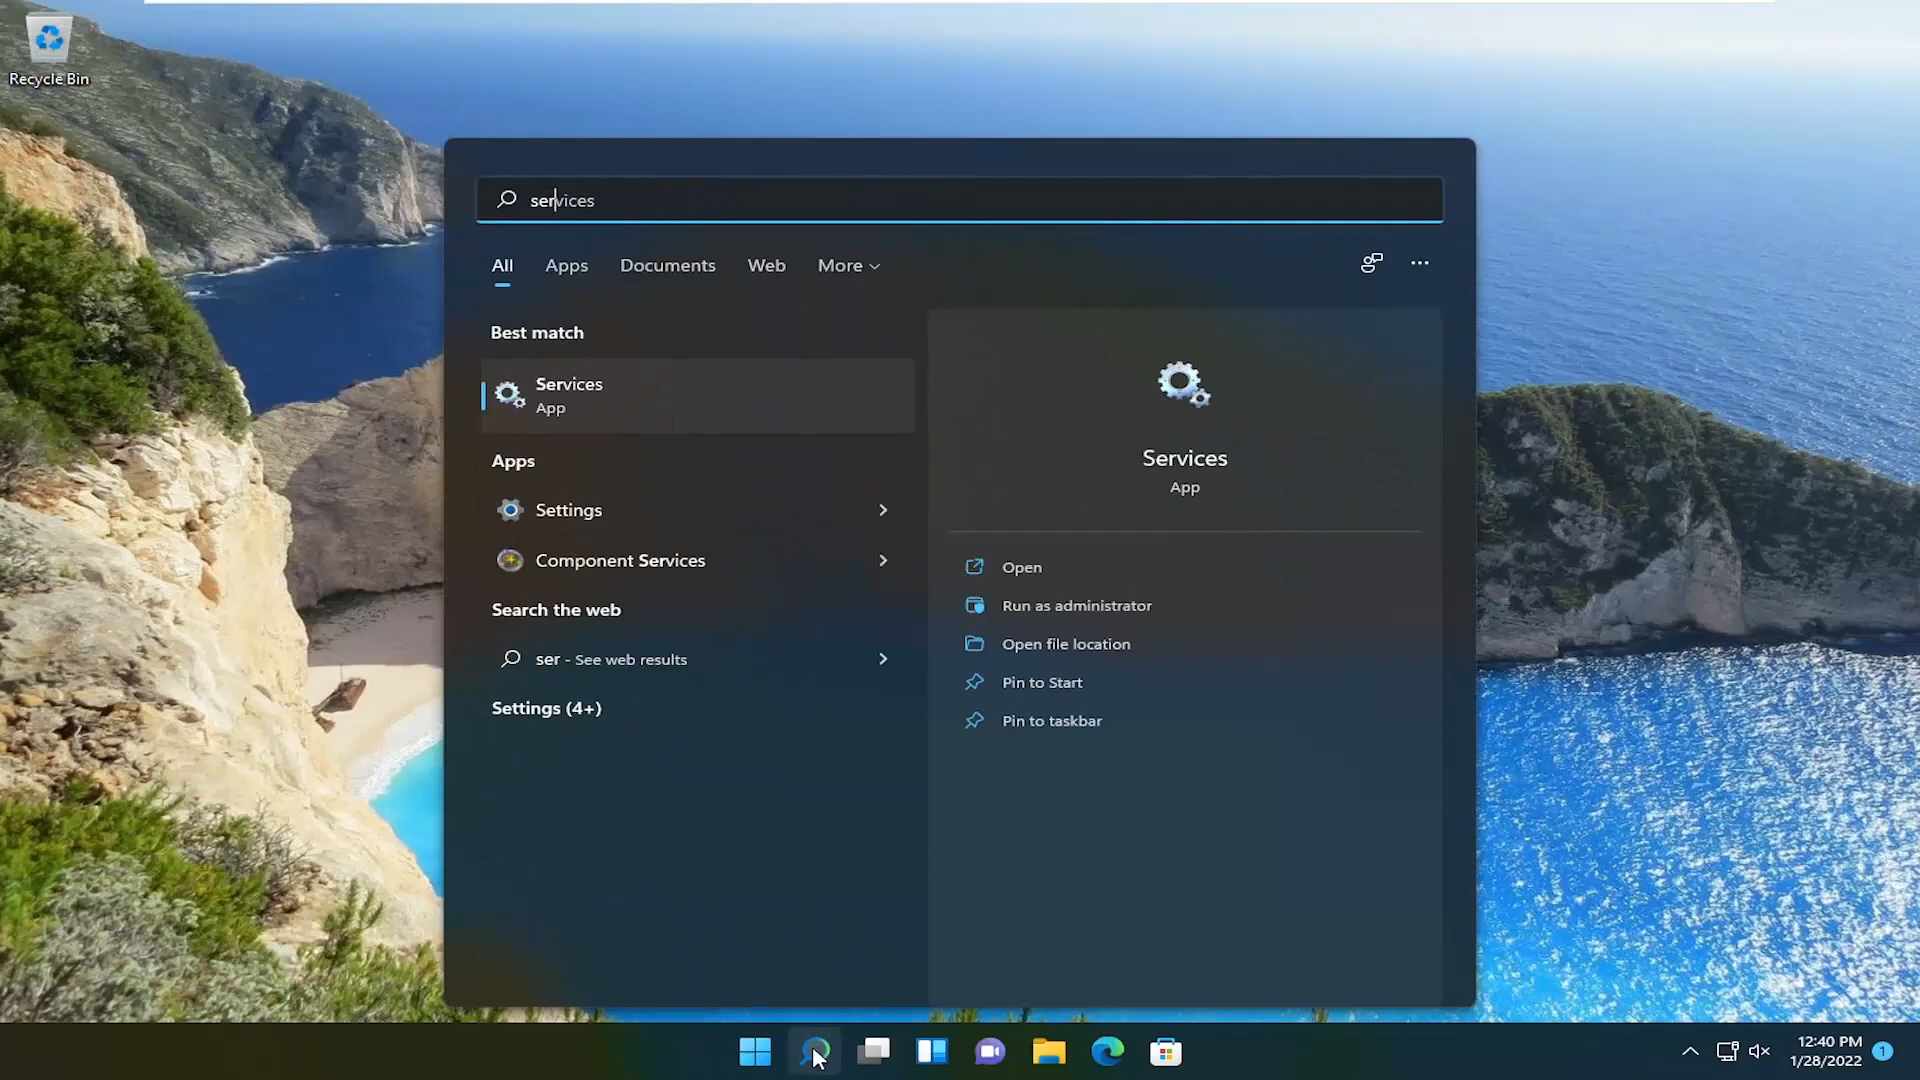 Recycle Bin
services
All Apps Documents Web More
Best match
Services
App
Apps
Settings
Component Services
Search the web
ser - See web results
Settings (4+)
Services
App
Open
Run as administrator
Open file location
Pin to Start
Pin to taskbar
12:40 PM
1/28/2022
1